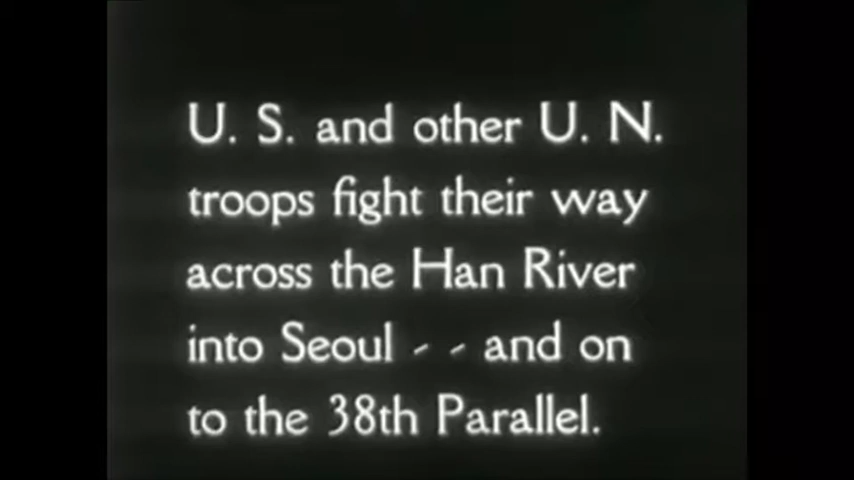 U. S. and other U. N.
troops fight their way
across the Han River
into Seoul - - and on
to the 38th Parallel.